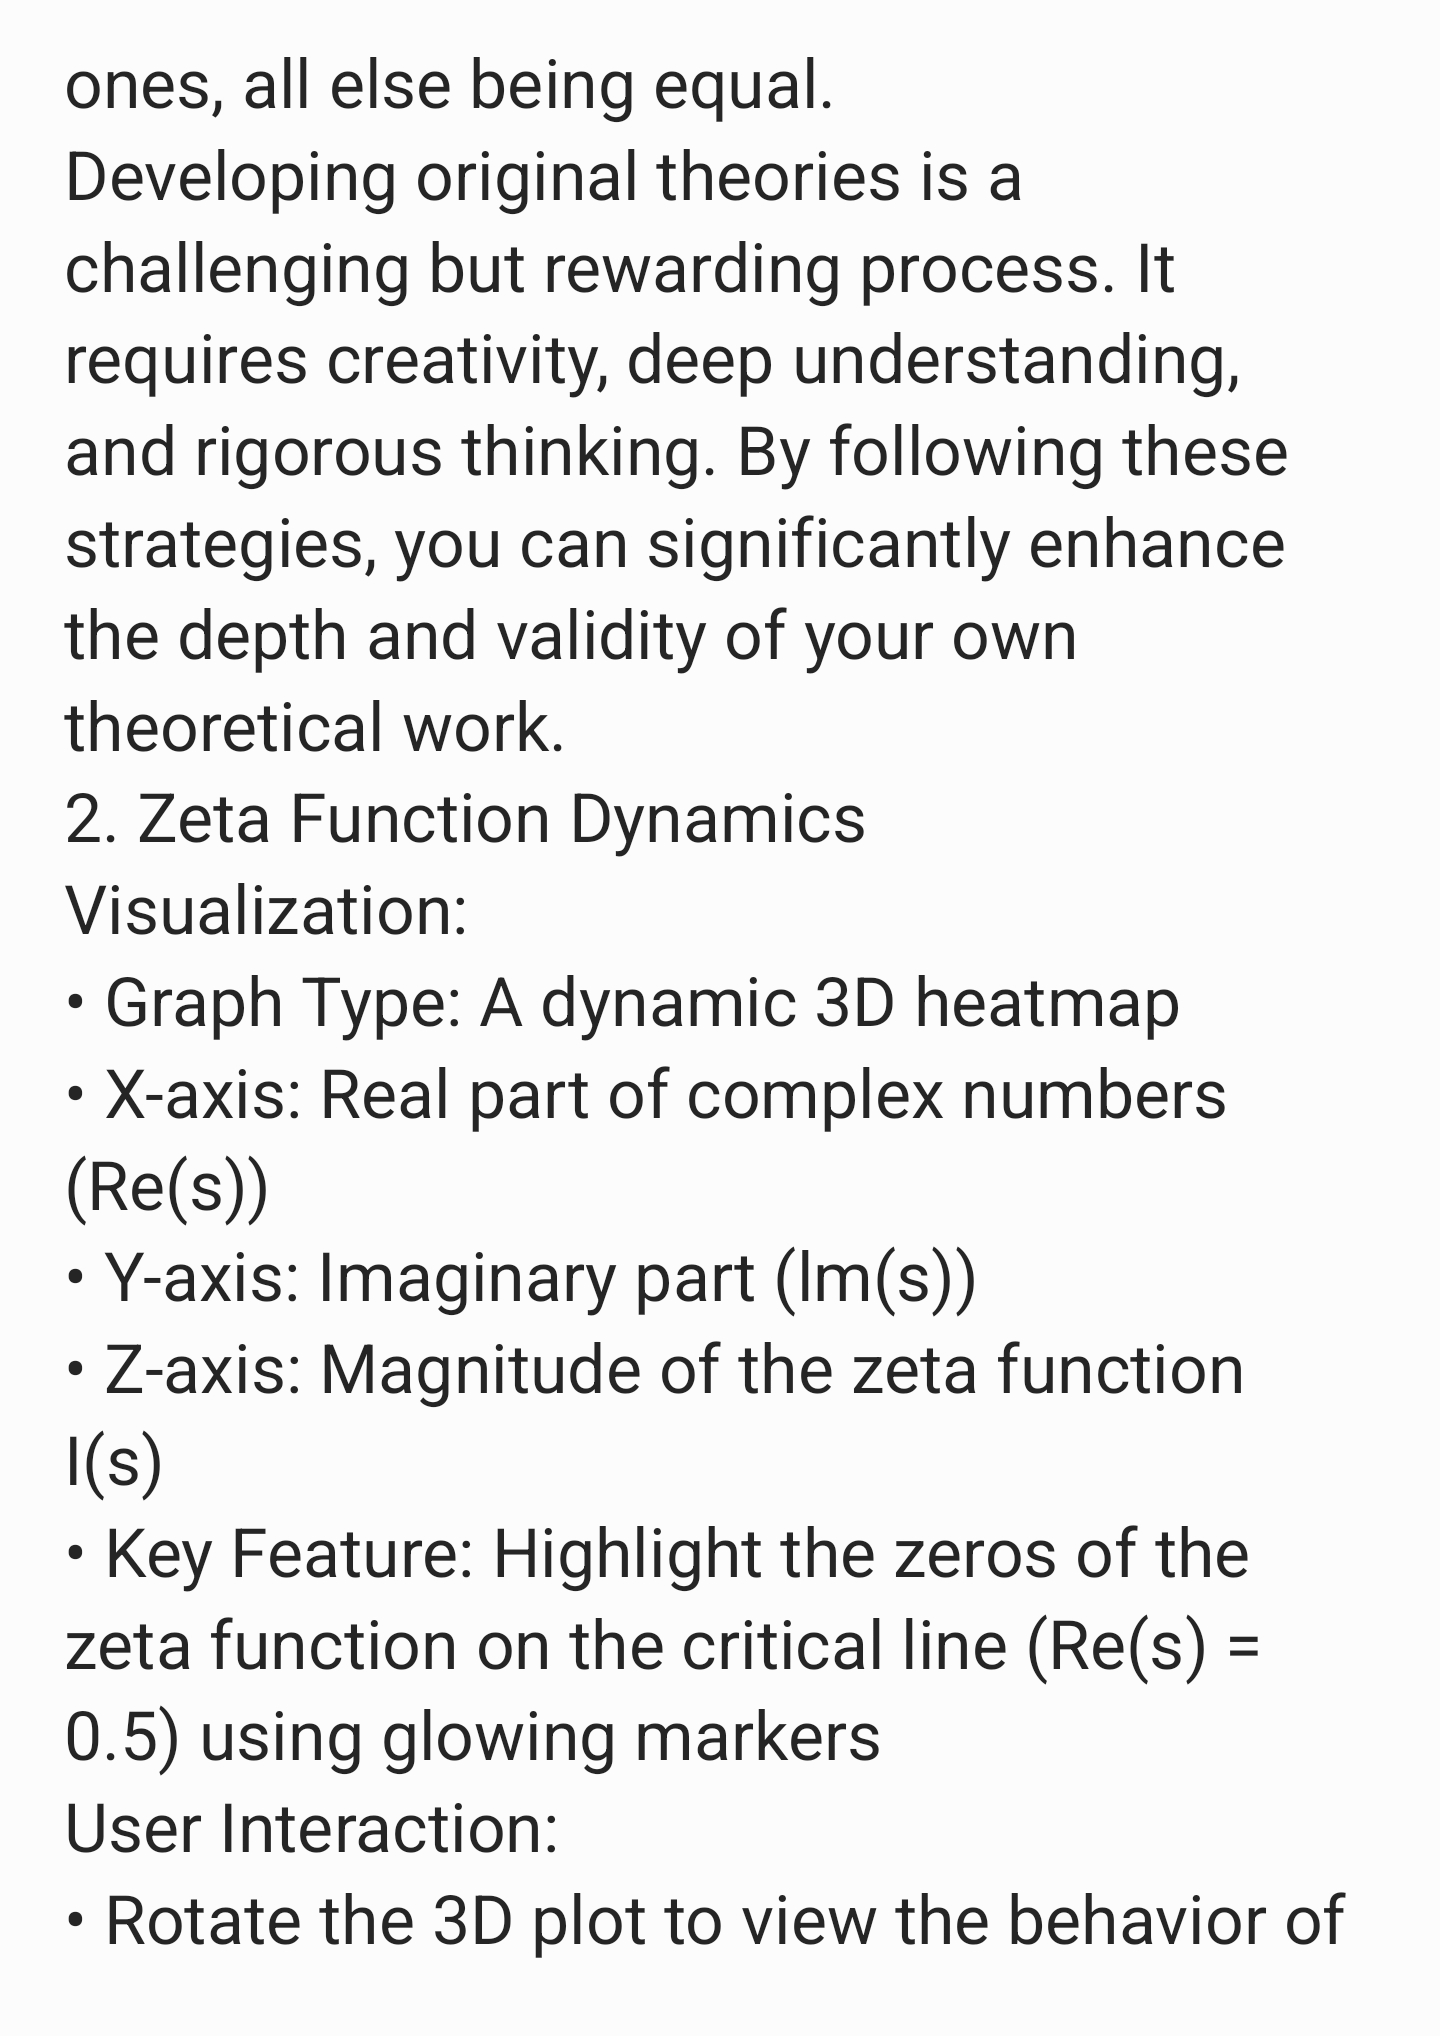 ones, all else being equal.
Developing original theories is a
challenging but rewarding process. It
requires creativity, deep understanding,
and rigorous thinking. By following these
strategies, you can significantly enhance
the depth and validity of your own
theoretical work.
2. Zeta Function Dynamics
Visualization:
• Graph Type: A dynamic 3D heatmap
• X-axis: Real part of complex numbers
(Re(s))
• Y-axis: Imaginary part (lm(s))
• Z-axis: Magnitude of the zeta function
I(s)
• Key Feature: Highlight the zeros of the
zeta function on the critical line (Re(s) =
0.5) using glowing markers
User Interaction:
• Rotate the 3D plot to view the behavior of